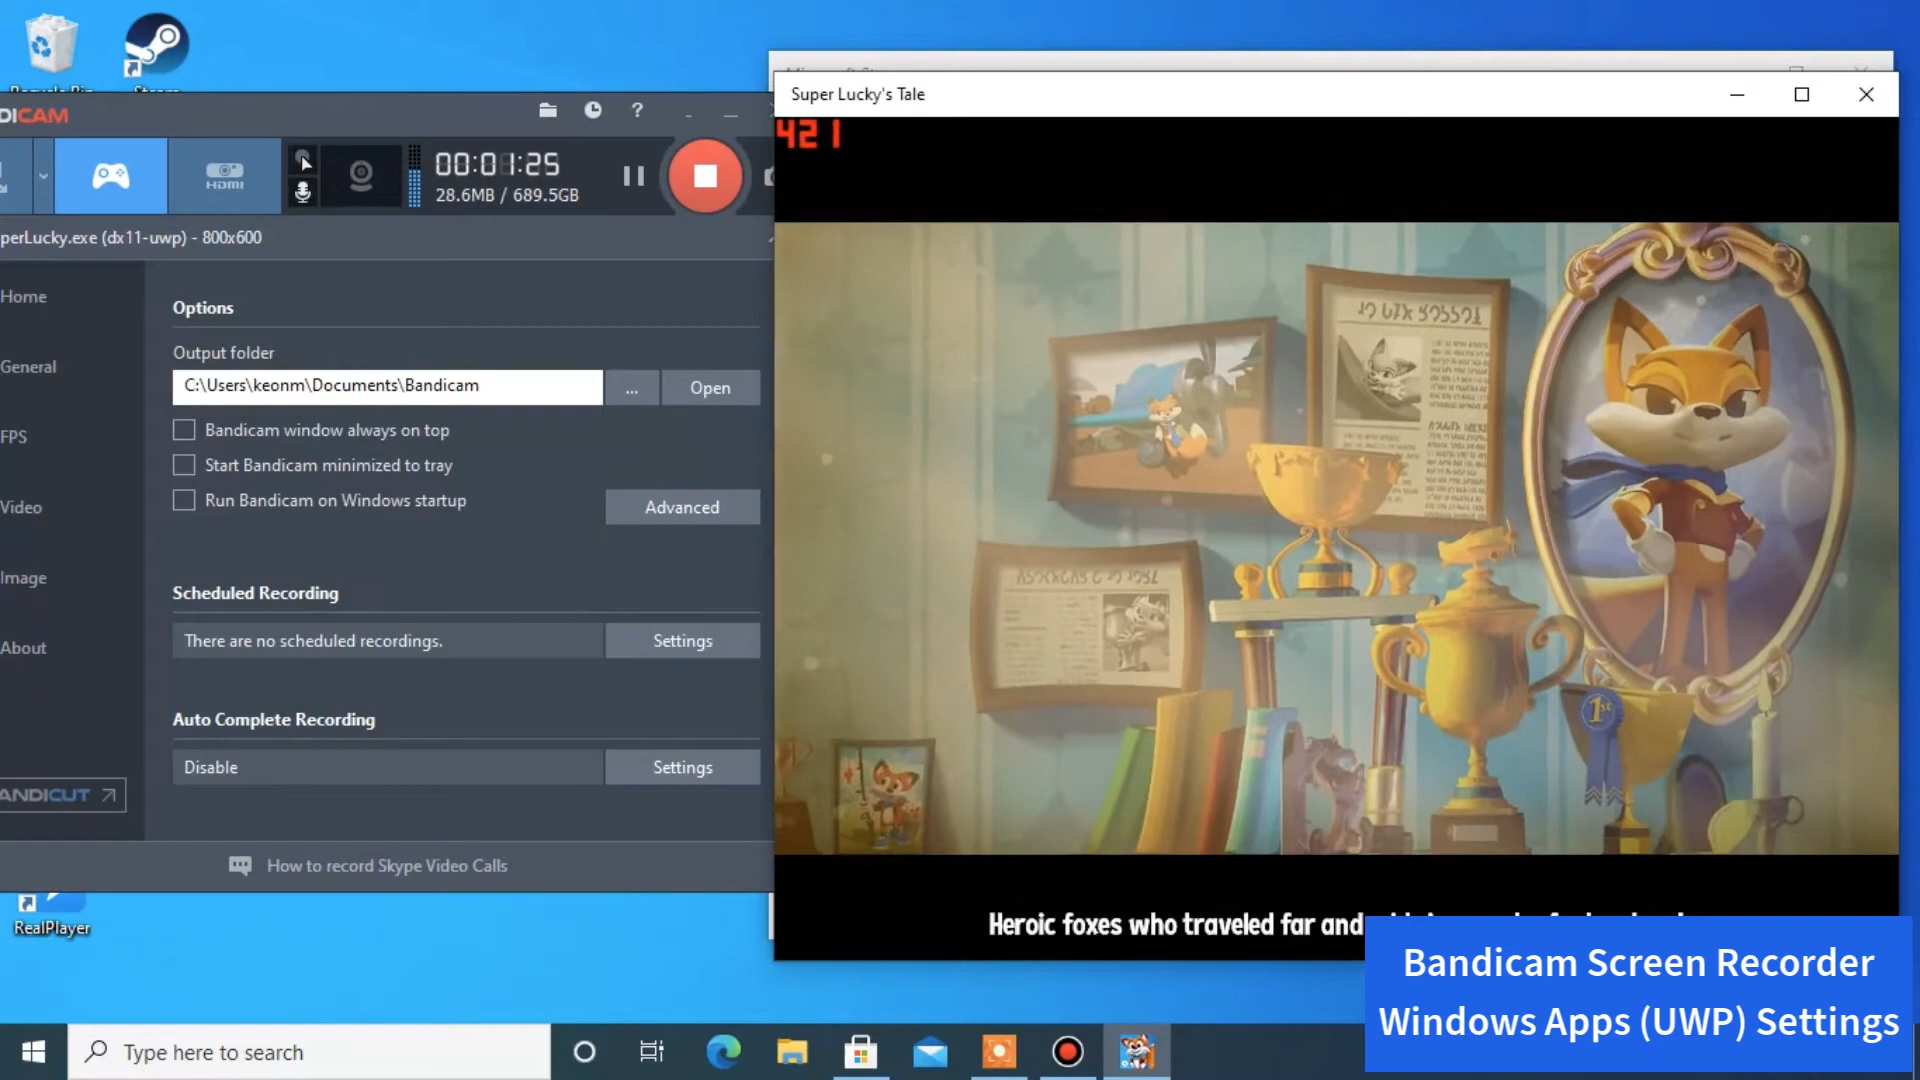 Super Lucky's Tale
421
DICAM
HDMI
00:01:25
28.6MB / 689.5GB
perLucky.exe (dx11-uwp) - 800x600
Home
General
FPS
Video
Image
About
ANDICUT
Options
Output folder
C:\Users\keonm\Documents\Bandicam
...
Open
Bandicam window always on top
Start Bandicam minimized to tray
Run Bandicam on Windows startup
Advanced
Scheduled Recording
There are no scheduled recordings.
Settings
Auto Complete Recording
Disable
Settings
How to record Skype Video Calls
1st
RealPlayer
Heroic foxes who traveled far and
Bandicam Screen Recorder
Windows Apps (UWP) Settings
Type here to search